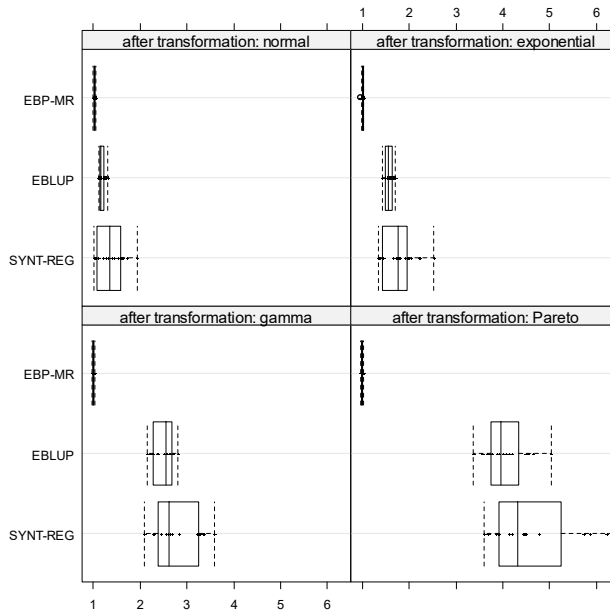 1 2 3 4 5 6
after transformation: normal
after transformation: exponential
EBP-MR
EBLUP
SYNT-REG
after transformation: gamma
after transformation: Pareto
EBP-MR
EBLUP
SYNT-REG
1 2 3 4 5 6